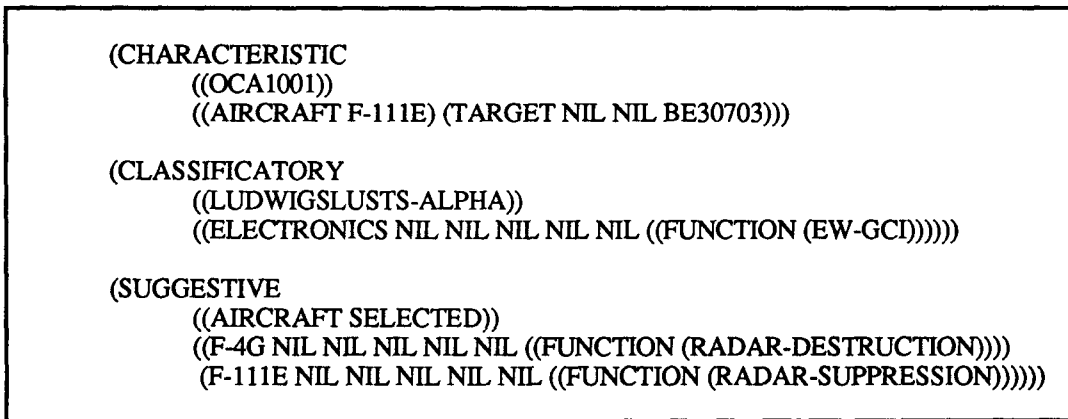 (CHARACTERISTIC
((OCA1001))
((AIRCRAFT F-111E) (TARGET NIL NIL BE30703)))
(CLASSIFICATORY
((LUDWIGSLUSTS-ALPHA))
((ELECTRONICS NIL NIL NIL NIL NIL ((FUNCTION (EW-GCI))))))
(SUGGESTIVE
((AIRCRAFT SELECTED))
((F-4G NIL NIL NIL NIL NIL ((FUNCTION (RADAR-DESTRUCTION))))
(F-111E NIL NIL NIL NIL NIL ((FUNCTION (RADAR-SUPPRESSION))))))